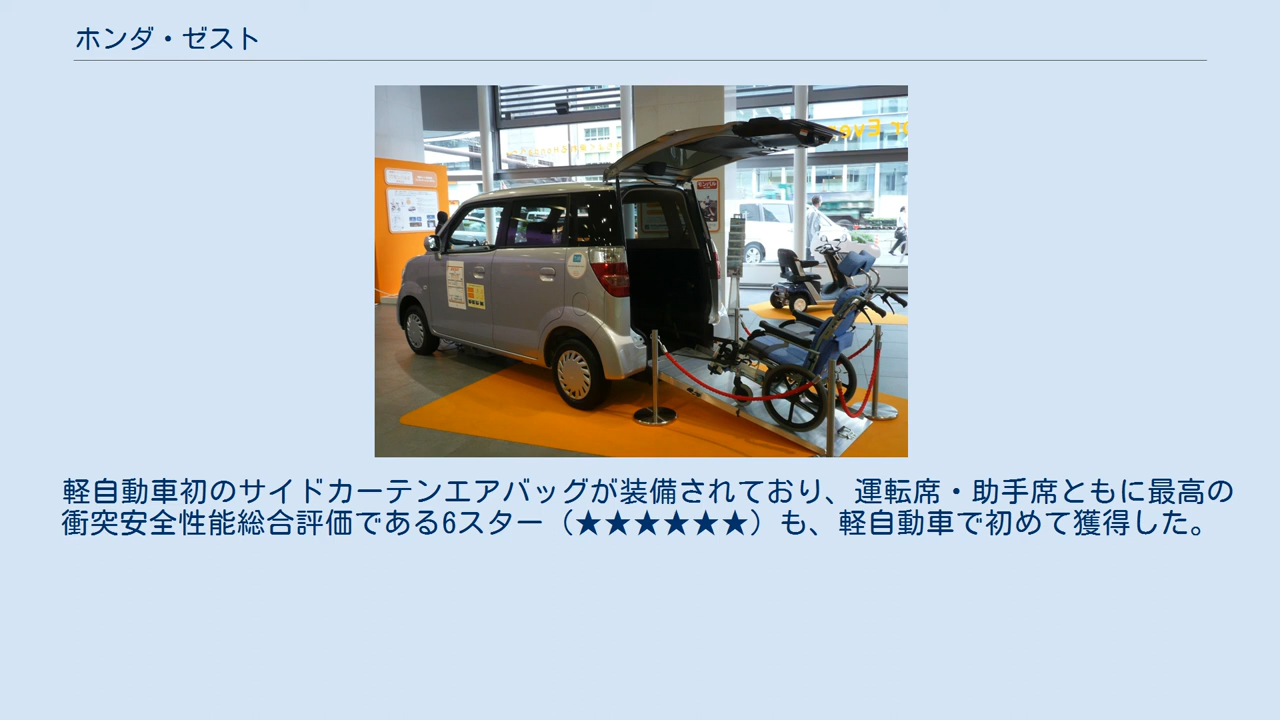 ホンダ・ゼスト
or Ever
軽自動車初のサイドカーテンエアバッグが装備されており、運転席・助手席ともに最高の
衝突安全性能総合評価である6スター（★★★★★★）も、軽自動車で初めて獲得した。